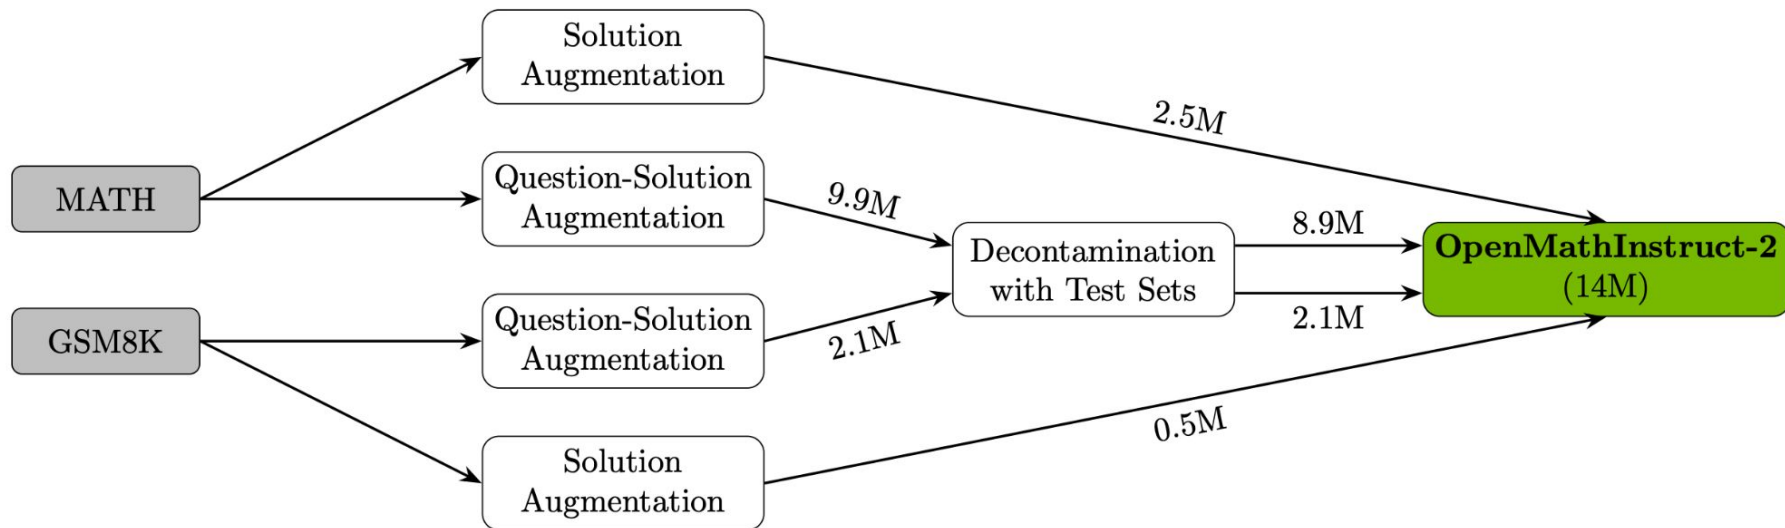 Solution
Augmentation
2.5M
MATH
Question-Solution
Augmentation
9.9M
Decontamination
with Test Sets
8.9M
2.1M
OpenMathInstruct-2
(14M)
GSM8K
Question-Solution
Augmentation
2.1M
Solution
Augmentation
0.5M